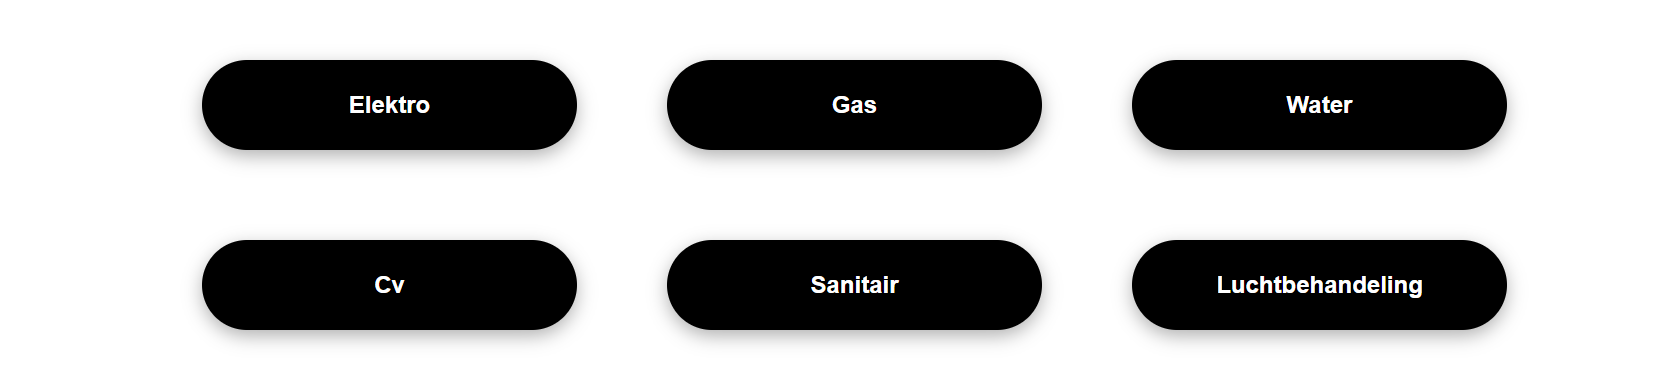 Elektro
Gas
Water
Cv
Sanitair
Luchtbehandeling